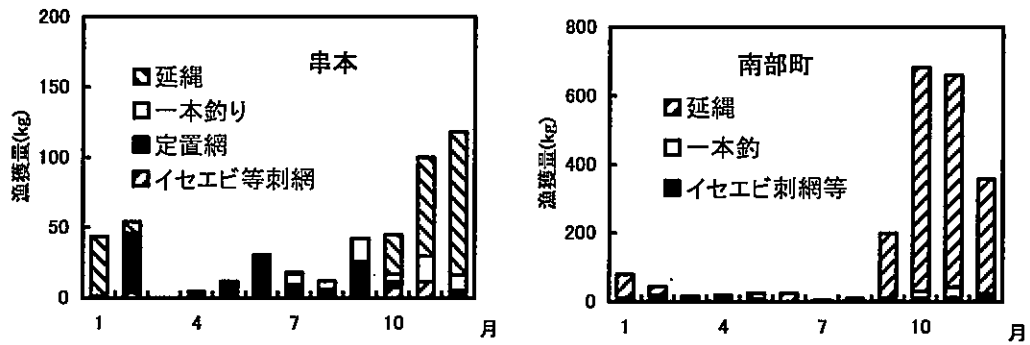 200
串本
延縄
150
一本釣り
定置網
100
イセエビ等刺網
50
0
漁獲量(kg)
1
4
7
10
月
800
南部町
600
延縄
一本釣
400
イセエビ刺網等
200
0
漁獲量(kg)
1
4
7
10
月